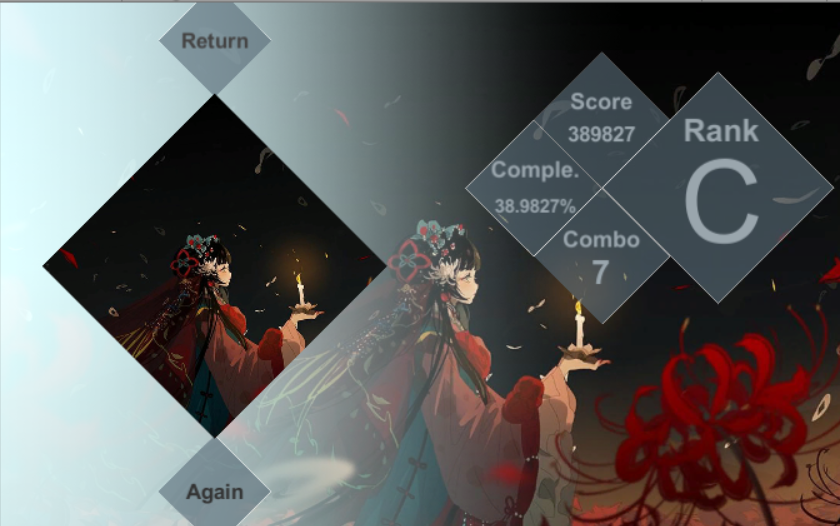 Return
Score
389827
Rank
C
Comple.
38.9827%
Combo
7
Again